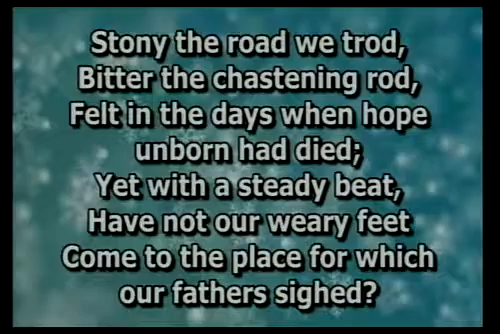 Stony the road we trod,
Bitter the chastening rod,
Felt in the days when hope
unborn had died;
Yet with a steady beat,
Have not our weary feet
Come to the place for which
our fathers sighed?